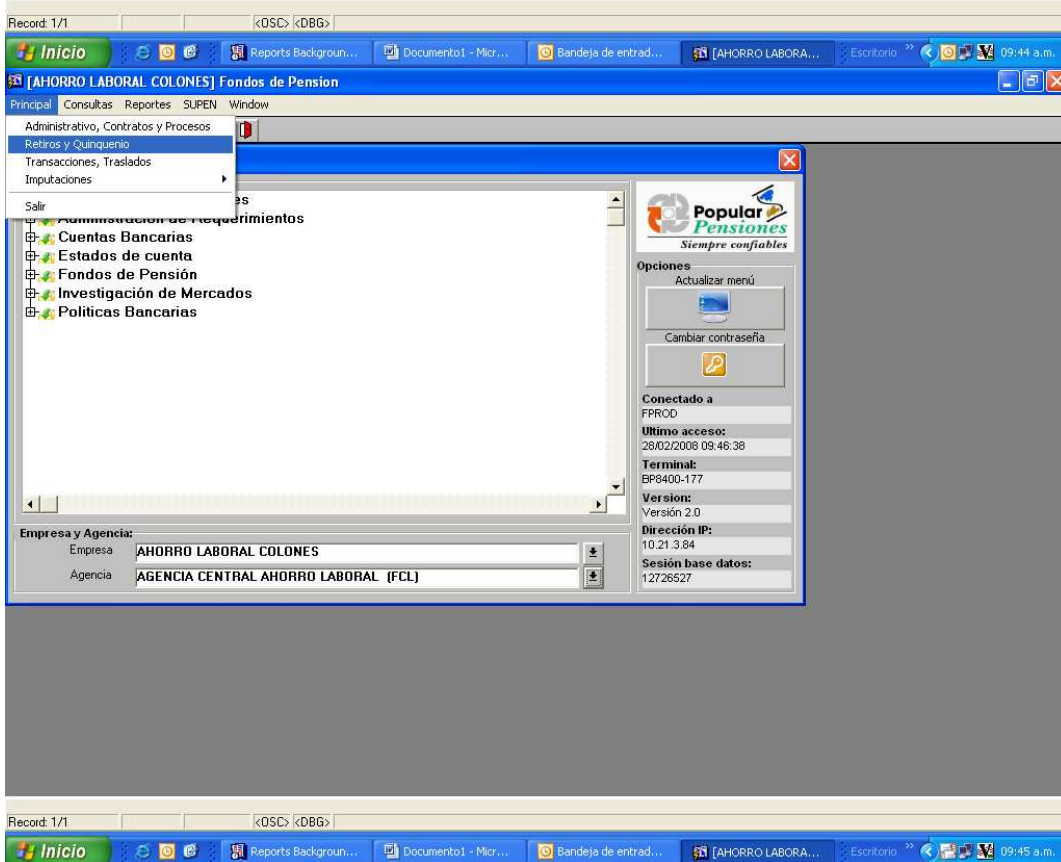 Record: 1/1 <OSC> <DBG>
Inicio Reports Backgroun... Documento1 - Micr... Bandeja de entrad... [AHORRO LABORA... Escritorio 09:44 a.m.
[AHORRO LABORAL COLONES] Fondos de Pension
Principal Consultas Reportes SUPEN Window
Administrativo, Contratos y Procesos
Retiros y Quinquenio
Transacciones, Traslados
Imputaciones
Salir
es
Administración de Requerimientos
Cuentas Bancarias
Estados de cuenta
Fondos de Pensión
Investigación de Mercados
Políticas Bancarias
Popular
Pensiones
Siempre confiables
Opciones
Actualizar menú
Cambiar contraseña
Conectado a
FPROD
Ultimo acceso:
28/02/2008 09:46:38
Terminal:
BP8400-177
Version:
Versión 2.0
Dirección IP:
10.21.3.84
Sesión base datos:
12726527
Empresa y Agencia:
Empresa AHORRO LABORAL COLONES
Agencia AGENCIA CENTRAL AHORRO LABORAL (FCL)
Record: 1/1 <OSC> <DBG>
Inicio Reports Backgroun... Documento1 - Micr... Bandeja de entrad... [AHORRO LABORA... Escritorio 09:45 a.m.